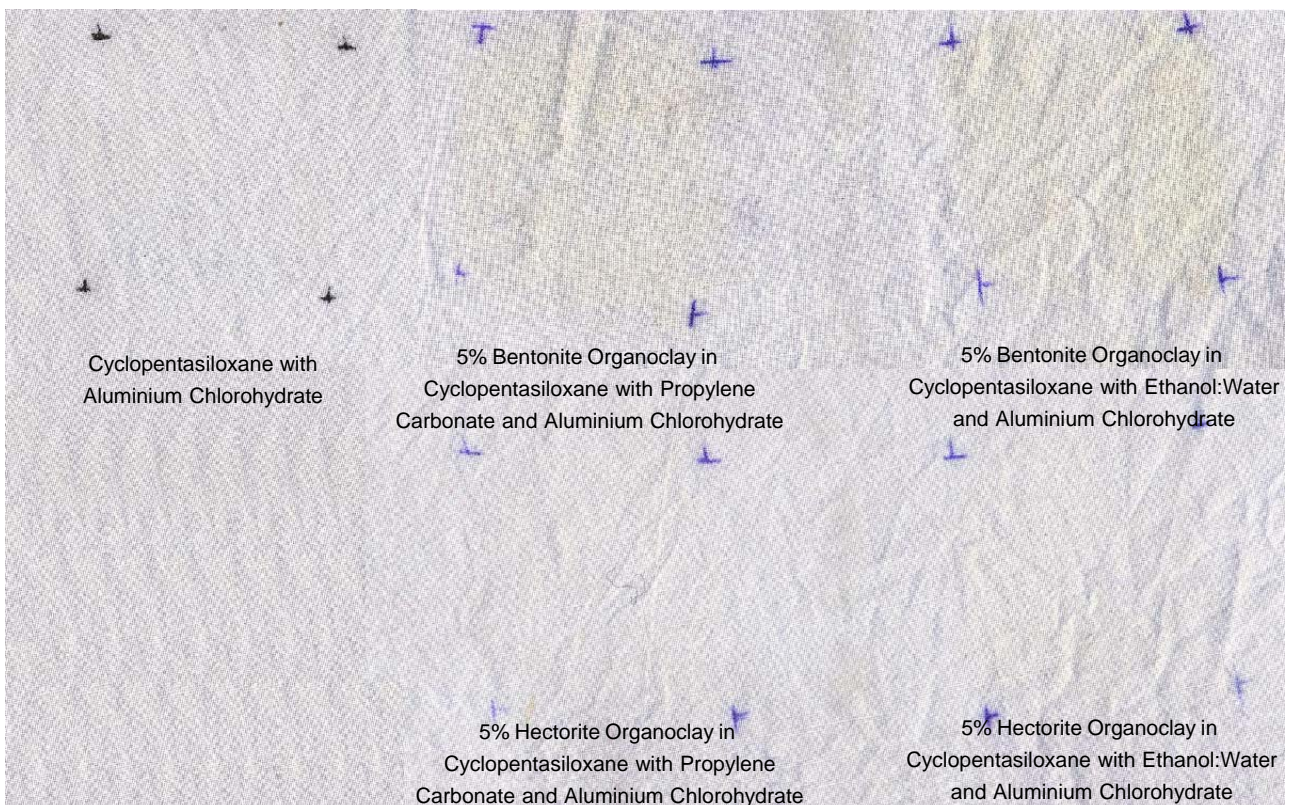 Cyclopentasiloxane with
Aluminium Chlorohydrate
5% Bentonite Organoclay in
Cyclopentasiloxane with Propylene
Carbonate and Aluminium Chlorohydrate
5% Bentonite Organoclay in
Cyclopentasiloxane with Ethanol:Water
and Aluminium Chlorohydrate
5% Hectorite Organoclay in
Cyclopentasiloxane with Propylene
Carbonate and Aluminium Chlorohydrate
5% Hectorite Organoclay in
Cyclopentasiloxane with Ethanol:Water
and Aluminium Chlorohydrate